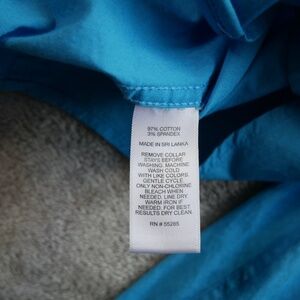 97% COTTON
3% SPANDEX
MADE IN SRI LANKA
REMOVE COLLAR
STAYS BEFORE
WASHING. MACHINE
WASH COLD
WITH LIKE COLORS.
GENTLE CYCLE
ONLY NON-CHLORINE
BLEACH WHEN
NEEDED. LINE DRY
WARM IRON IF
NEEDED. FOR BEST
RESULTS DRY CLEAN.
RN # 55285